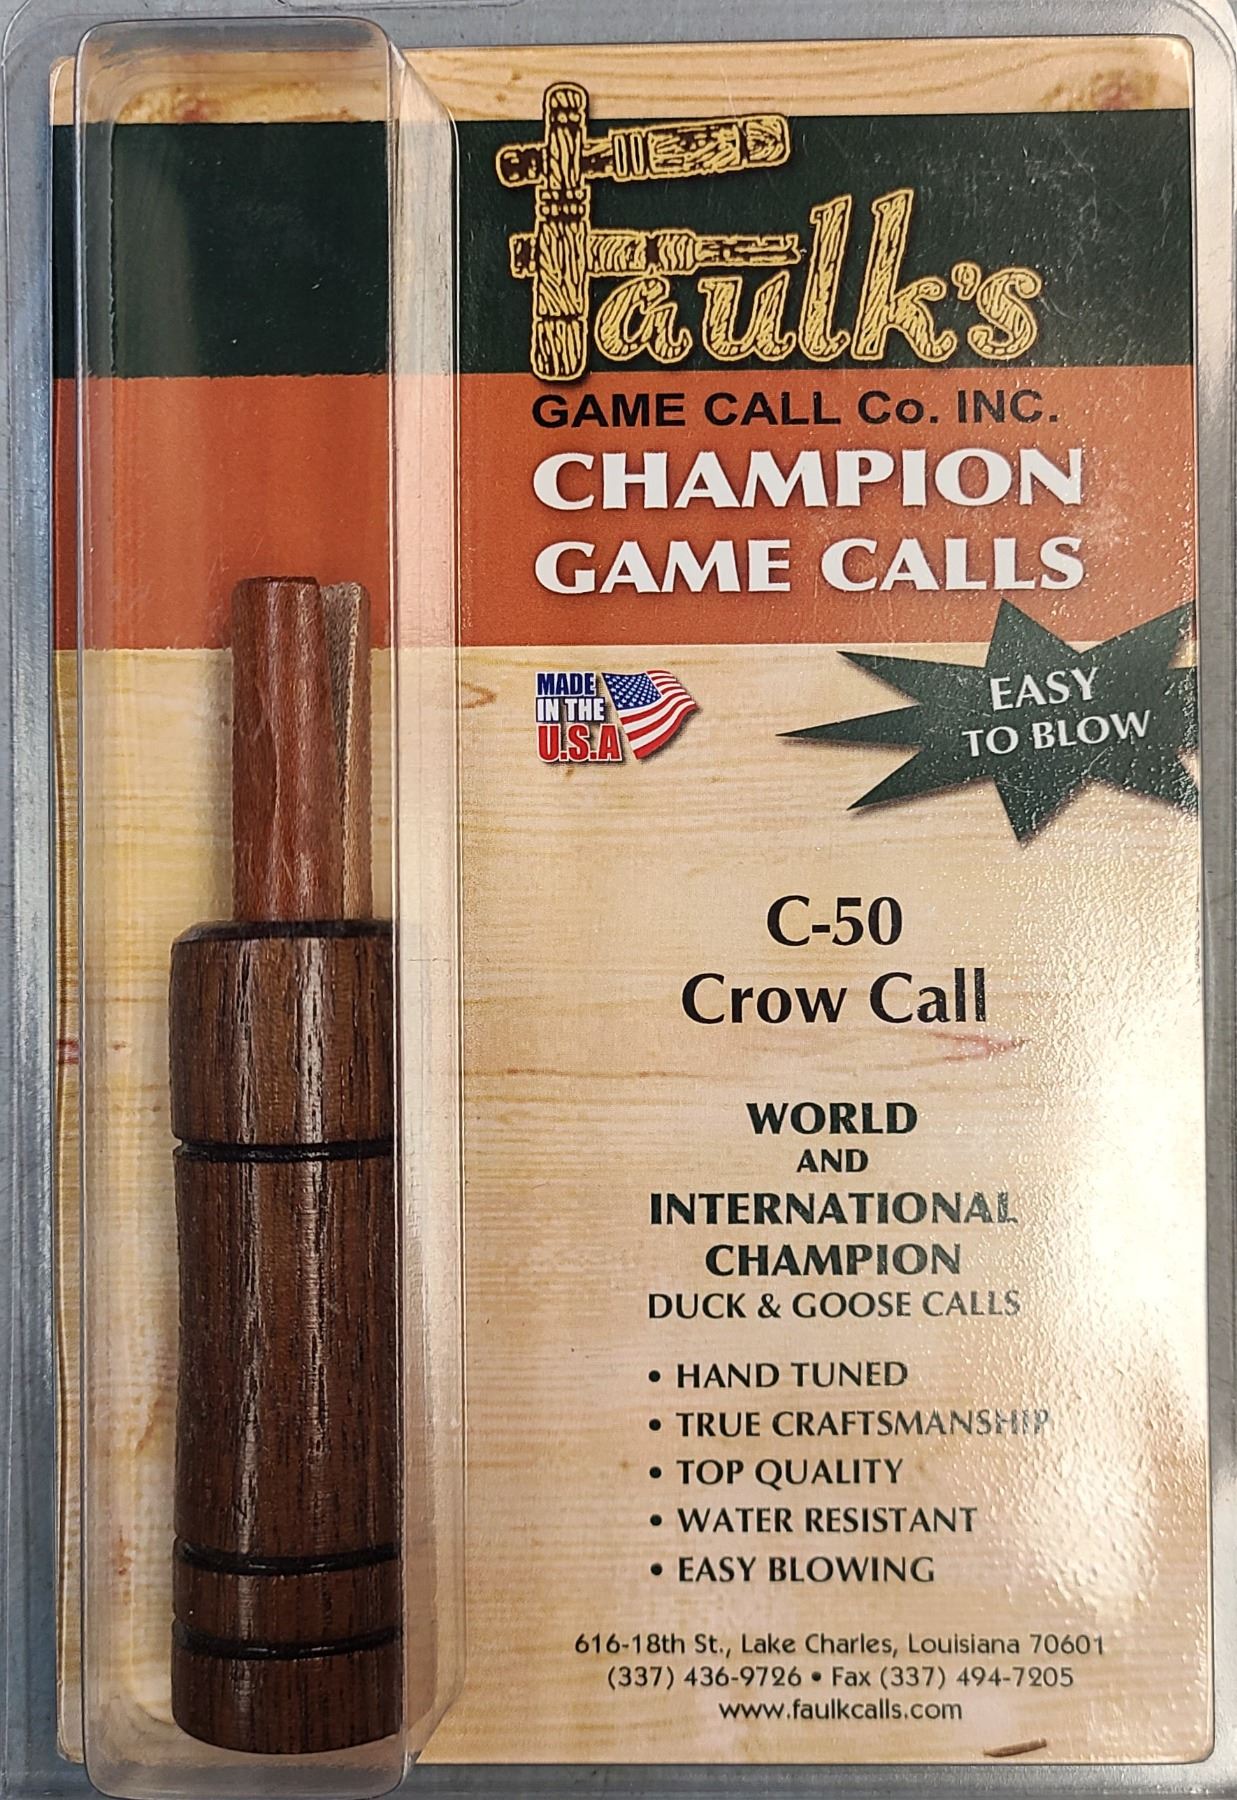 Faulk's
GAME CALL Co. INC.
CHAMPION
GAME CALLS
MADE
IN THE
U.S.A
EASY
TO BLOW
C-50
Crow Call
WORLD
AND
INTERNATIONAL
CHAMPION
DUCK & GOOSE CALLS
• HAND TUNED
• TRUE CRAFTSMANSHIP
• TOP QUALITY
• WATER RESISTANT
• EASY BLOWING
616-18th St., Lake Charles, Louisiana 70601
(337) 436-9726 • Fax (337) 494-7205
www.faulkcalls.com